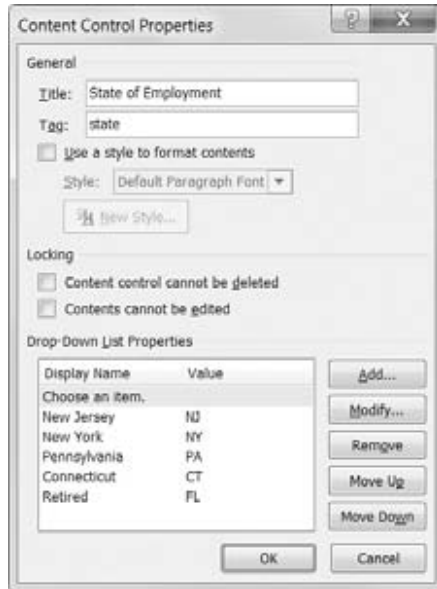 Content Control Properties
?
X
General
Title: State of Employment
Tag: state
Use a style to format contents
Style: Default Paragraph Font
New Style...
Locking
Content control cannot be deleted
Contents cannot be edited
Drop-Down List Properties
Display Name Value
Choose an item.
New Jersey NJ
New York NY
Pennsylvania PA
Connecticut CT
Retired FL
Add...
Modify...
Remove
Move Up
Move Down
OK Cancel